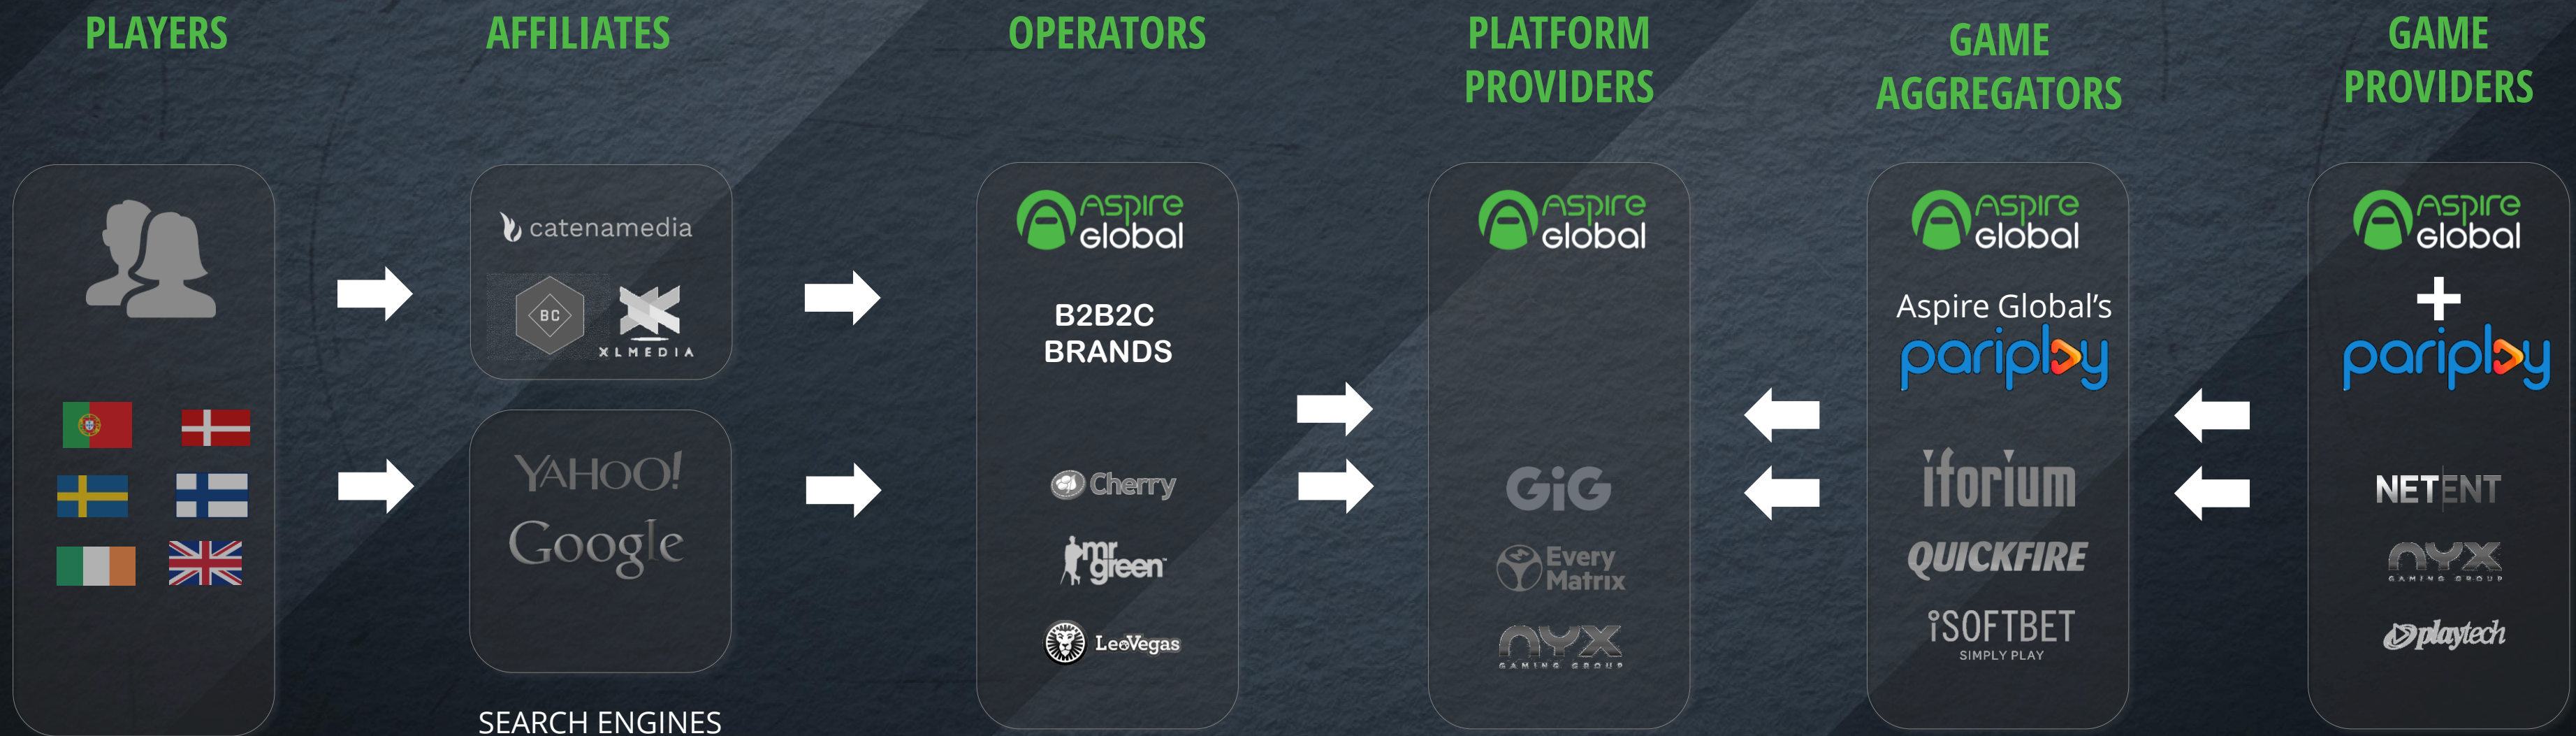 PLAYERS
AFFILIATES
OPERATORS
PLATFORM
PROVIDERS
GAME
AGGREGATORS
GAME
PROVIDERS
catenamedia
BC
XLMEDIA
YAHOO!
Google
SEARCH ENGINES
Aspire
Global
B2B2C
BRANDS
Cherry
mr
green™
LeoVegas
Aspire
Global
GiG
Every
Matrix
NYX
GAMING GROUP
Aspire
Global
Aspire Global's
pariplay
iforium
QUICKFIRE
iSOFTBET
SIMPLY PLAY
Aspire
Global
+
pariplay
NETENT
NYX
GAMING GROUP
playtech